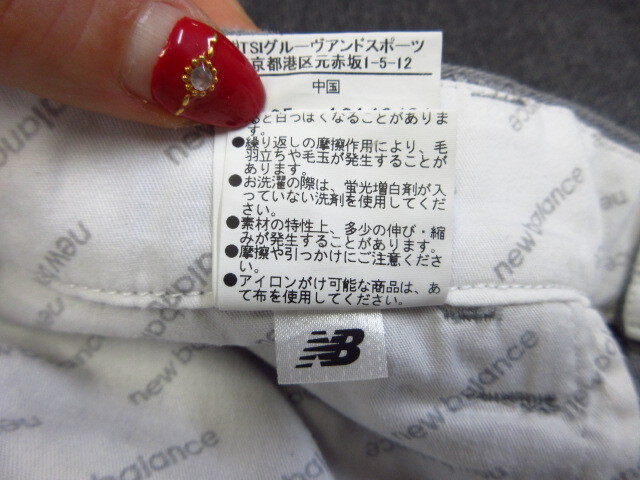 TSIグルーヴアンドスポーツ
京都港区元赤坂1-5-12
中国
と白っぽくなることがありま
す。
●繰り返しの摩擦作用により、毛
羽立ちや毛玉が発生することが
あります。
●お洗濯の際は、蛍光増白剤が入
っていない洗剤を使用してくだ
さい。
●素材の特性上、多少の伸び・縮
みが発生することがあります。
●摩擦や引っかけにご注意くださ
い。
●アイロンがけ可能な商品は、あ
て布を使用してください。
NB
new balance
new balance
new balance
new balance
new balance